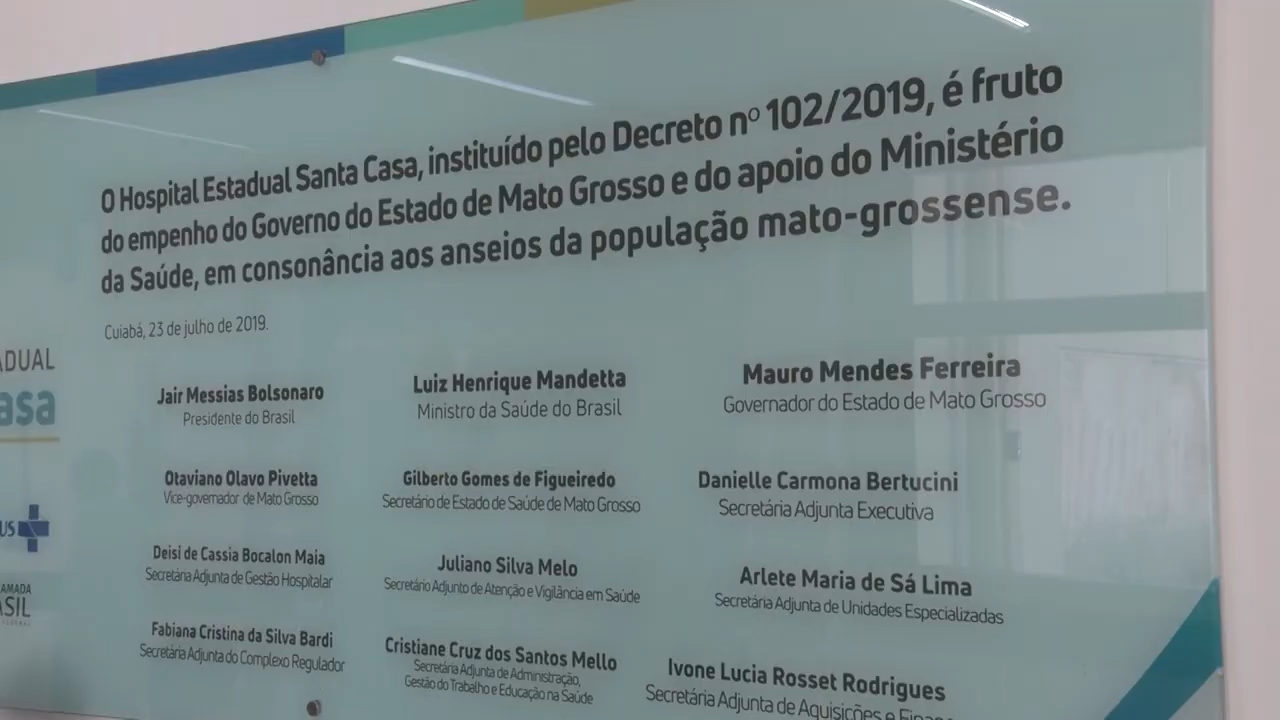 O Hospital Estadual Santa Casa, instituído pelo Decreto nº 102/2019, é fruto
do empenho do Governo do Estado de Mato Grosso e do apoio do Ministério
da Saúde, em consonância aos anseios da população mato-grossense.
Cuiabá, 23 de julho de 2019.
ADUAL
asa
US
AMADA
ASIL
Jair Messias Bolsonaro
Presidente do Brasil
Luiz Henrique Mandetta
Ministro da Saúde do Brasil
Mauro Mendes Ferreira
Governador do Estado de Mato Grosso
Otaviano Olavo Pivetta
Vice-governador de Mato Grosso
Gilberto Gomes de Figueiredo
Secretário de Estado de Saúde de Mato Grosso
Danielle Carmona Bertucini
Secretária Adjunta Executiva
Deisi de Cassia Bocalon Maia
Secretária Adjunta de Gestão Hospitalar
Juliano Silva Melo
Secretário Adjunto de Atenção e Vigilância em Saúde
Arlete Maria de Sá Lima
Secretária Adjunta de Unidades Especializadas
Fabiana Cristina da Silva Bardi
Secretária Adjunta do Complexo Regulador
Cristiane Cruz dos Santos Mello
Secretária Adjunta de Administração,
Gestão do Trabalho e Educação na Saúde
Ivone Lucia Rosset Rodrigues
Secretária Adjunta de Aquisições e Finan